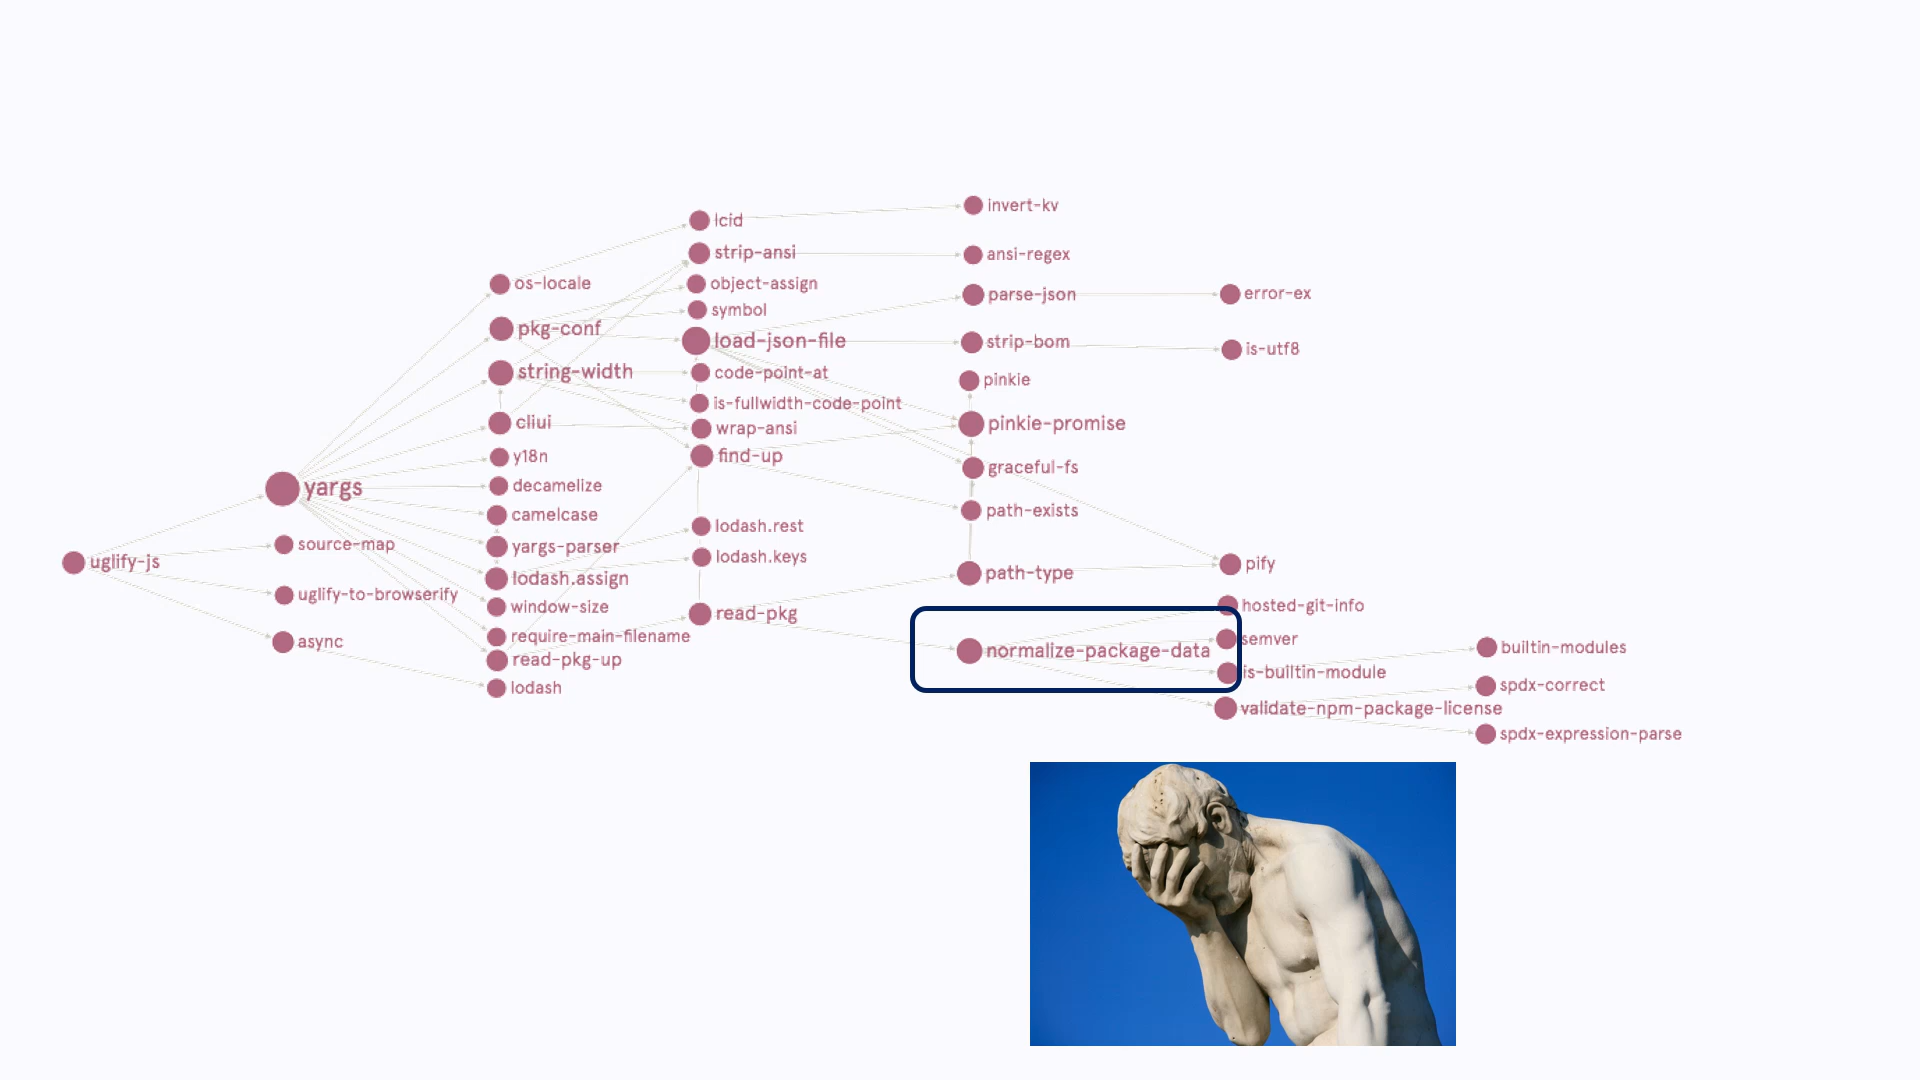 uglify-js
yargs
source-map
uglify-to-browserify
async
os-locale
pkg-conf
string-width
cliui
y18n
decamelize
camelcase
yargs-parser
lodash.assign
window-size
require-main-filename
read-pkg-up
lodash
lcid
strip-ansi
object-assign
symbol
load-json-file
code-point-at
is-fullwidth-code-point
wrap-ansi
find-up
lodash.rest
lodash.keys
read-pkg
invert-kv
ansi-regex
parse-json
strip-bom
pinkie
pinkie-promise
graceful-fs
path-exists
path-type
normalize-package-data
error-ex
is-utf8
pify
hosted-git-info
semver
is-builtin-module
validate-npm-package-license
builtin-modules
spdx-correct
spdx-expression-parse